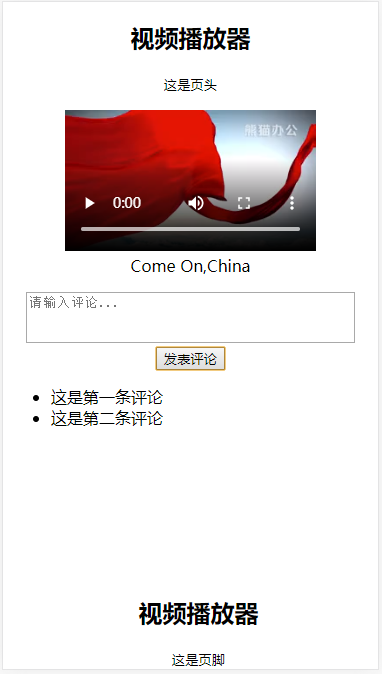 视频播放器
这是页头
熊猫办公
0:00
Come On,China
请输入评论...
发表评论
这是第一条评论
这是第二条评论
视频播放器
这是页脚